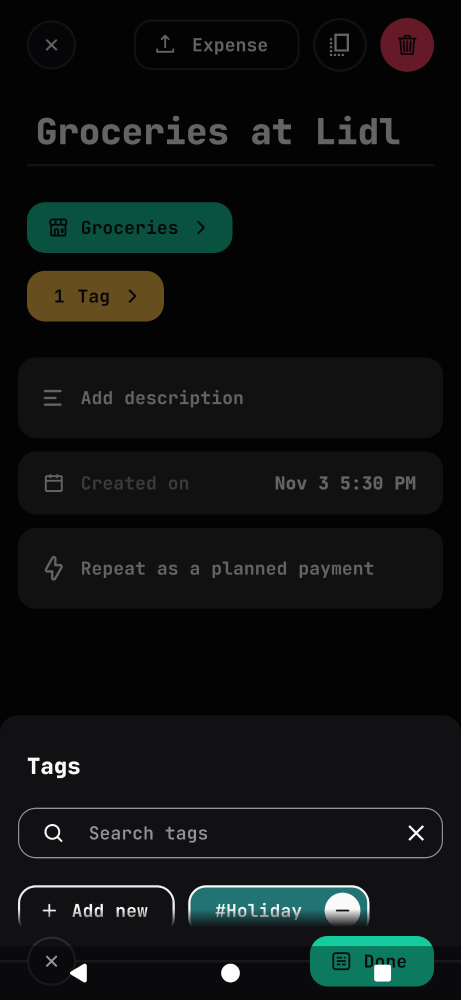 Expense
Groceries at Lidl
Groceries
1 Tag
Add description
Created on Nov 3 5:30 PM
Repeat as a planned payment
Tags
Search tags
Add new #Holiday
Done